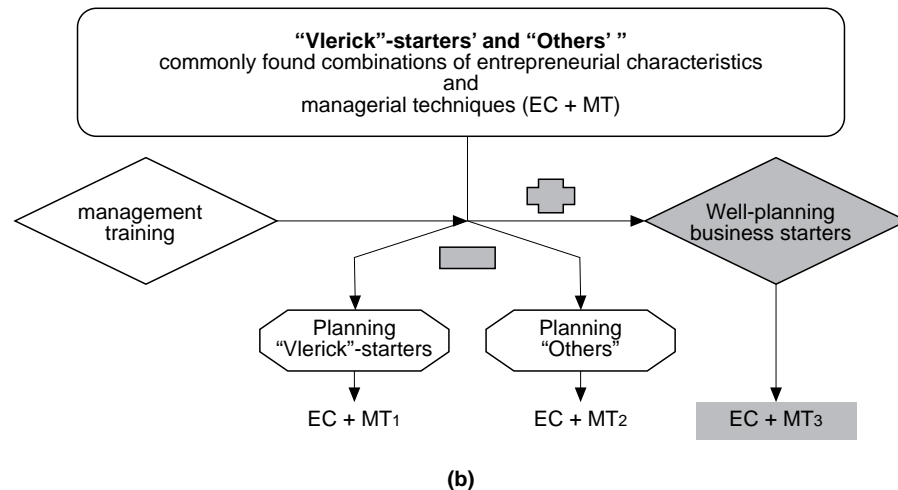 “Vlerick”-starters’ and “Others’ ”
commonly found combinations of entrepreneurial characteristics
and
managerial techniques (EC + MT)
management
training
Well-planning
business starters
Planning
“Vlerick”-starters
Planning
“Others”
EC + MT1
EC + MT2
EC + MT3
(b)